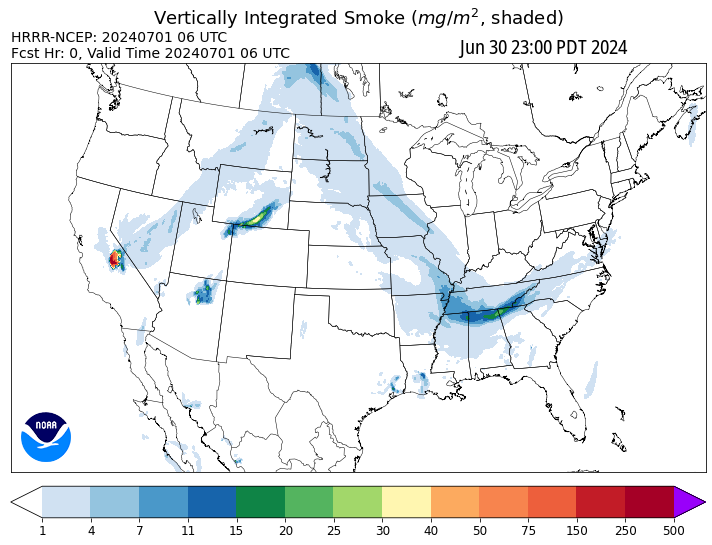 Vertically Integrated Smoke (mg/m², shaded)
HRRR-NCEP: 20240701 06 UTC
Fcst Hr: 0, Valid Time 20240701 06 UTC
Jun 30 23:00 PDT 2024
NOAA
1 4 7 11 15 20 25 30 40 50 75 150 250 500